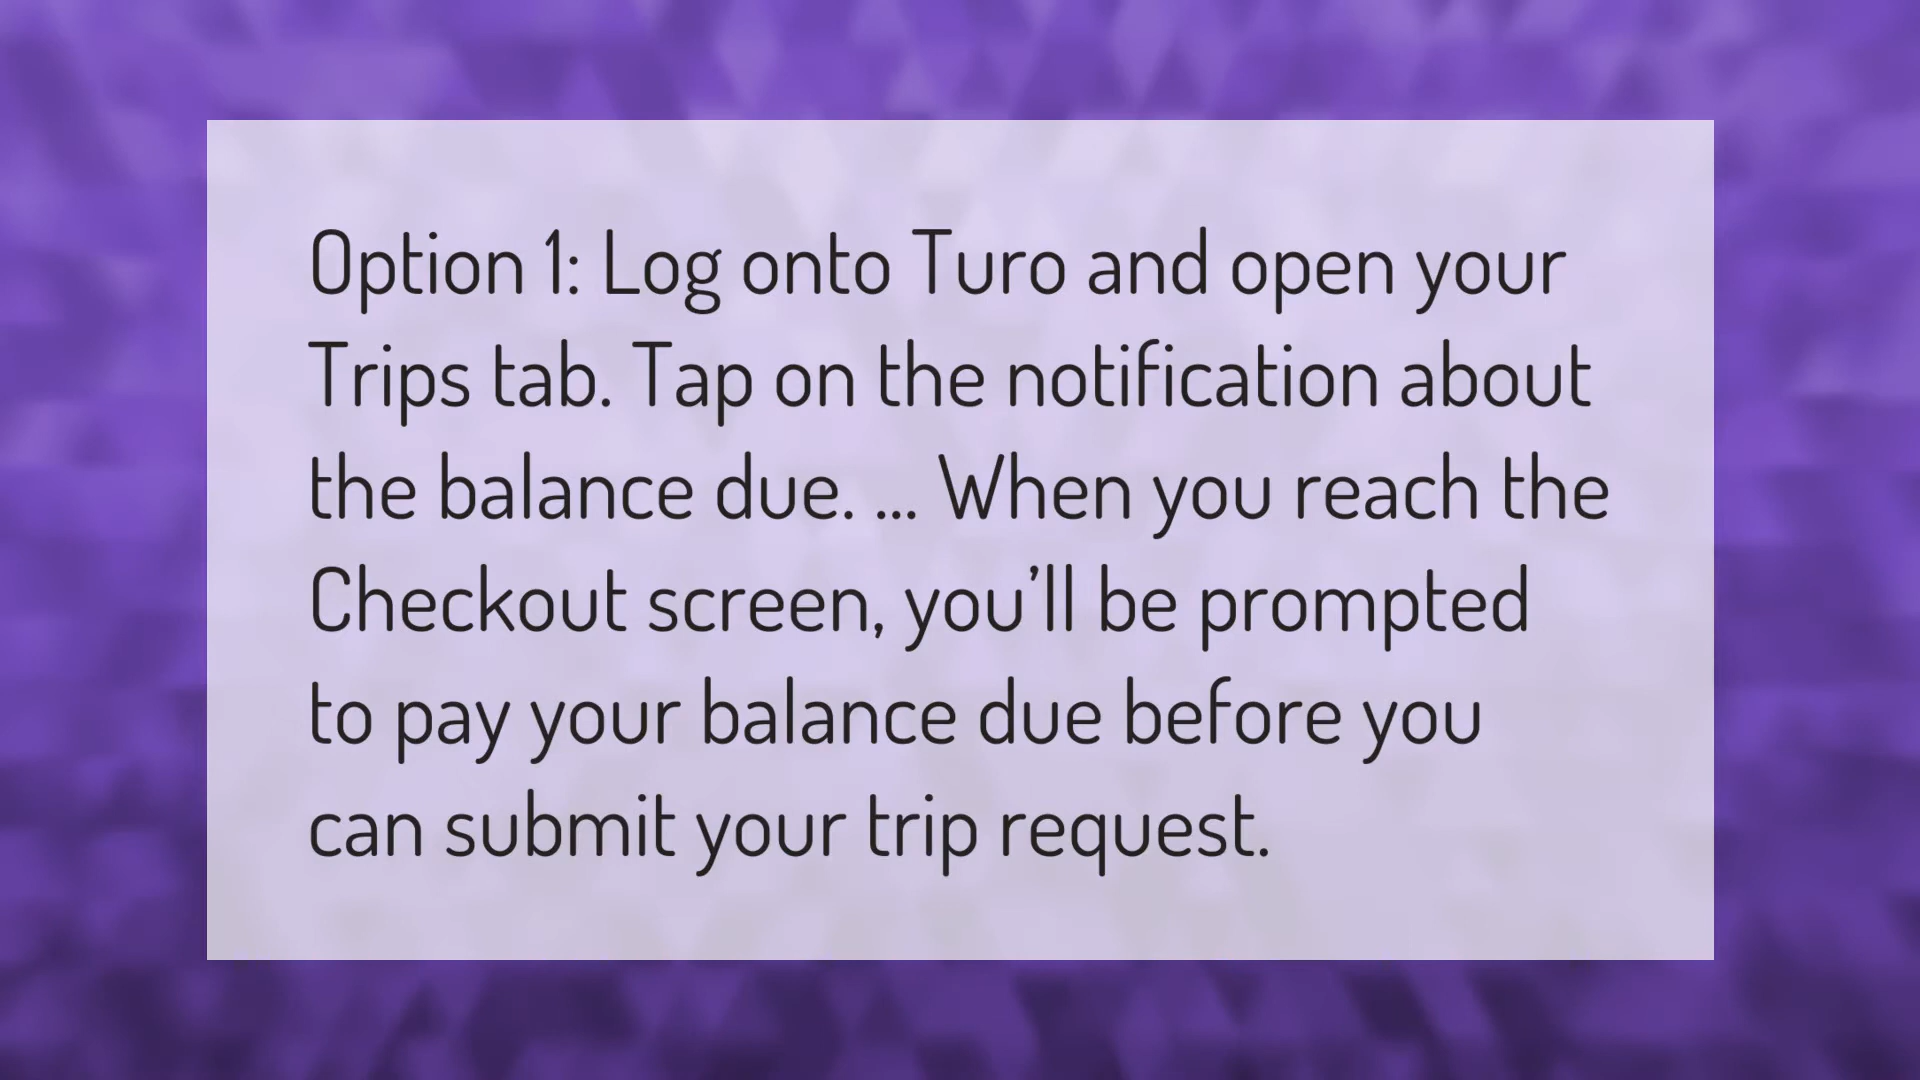 Option 1: Log onto Turo and open your
Trips tab. Tap on the notification about
the balance due. ... When you reach the
Checkout screen, you’ll be prompted
to pay your balance due before you
can submit your trip request.